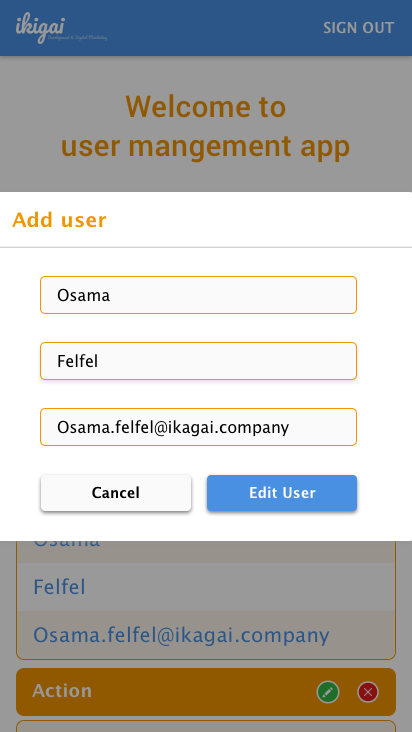 ikigai
SIGN OUT
Welcome to
user mangement app
Add user
Osama
Felfel
Osama.felfel@ikagai.company
Cancel
Edit User
Osama
Felfel
Osama.felfel@ikagai.company
Action